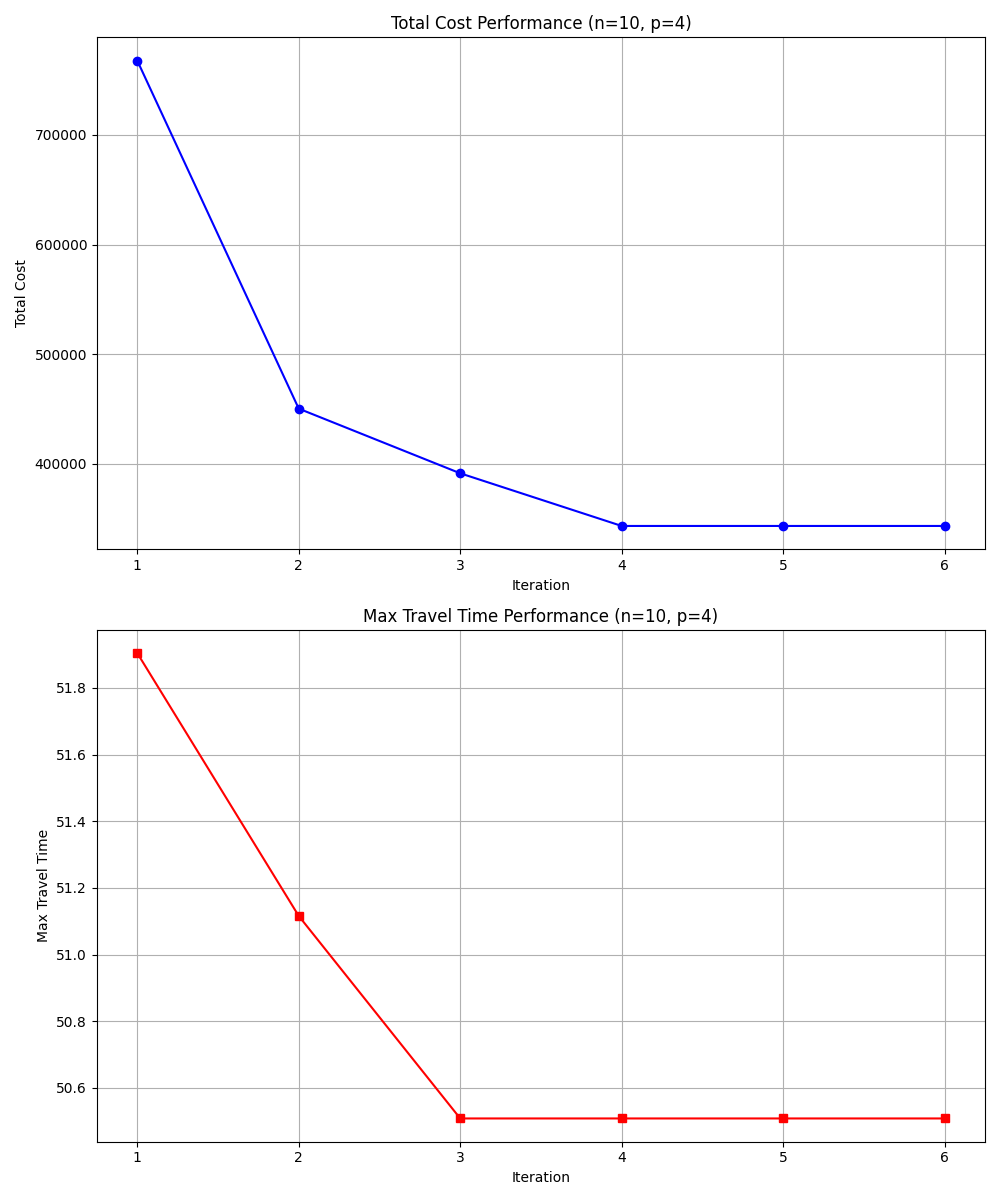 Total Cost Performance (n=10, p=4)
Total Cost
700000
600000
500000
400000
1 2 3 4 5 6
Iteration
Max Travel Time Performance (n=10, p=4)
Max Travel Time
51.8
51.6
51.4
51.2
51.0
50.8
50.6
1 2 3 4 5 6
Iteration